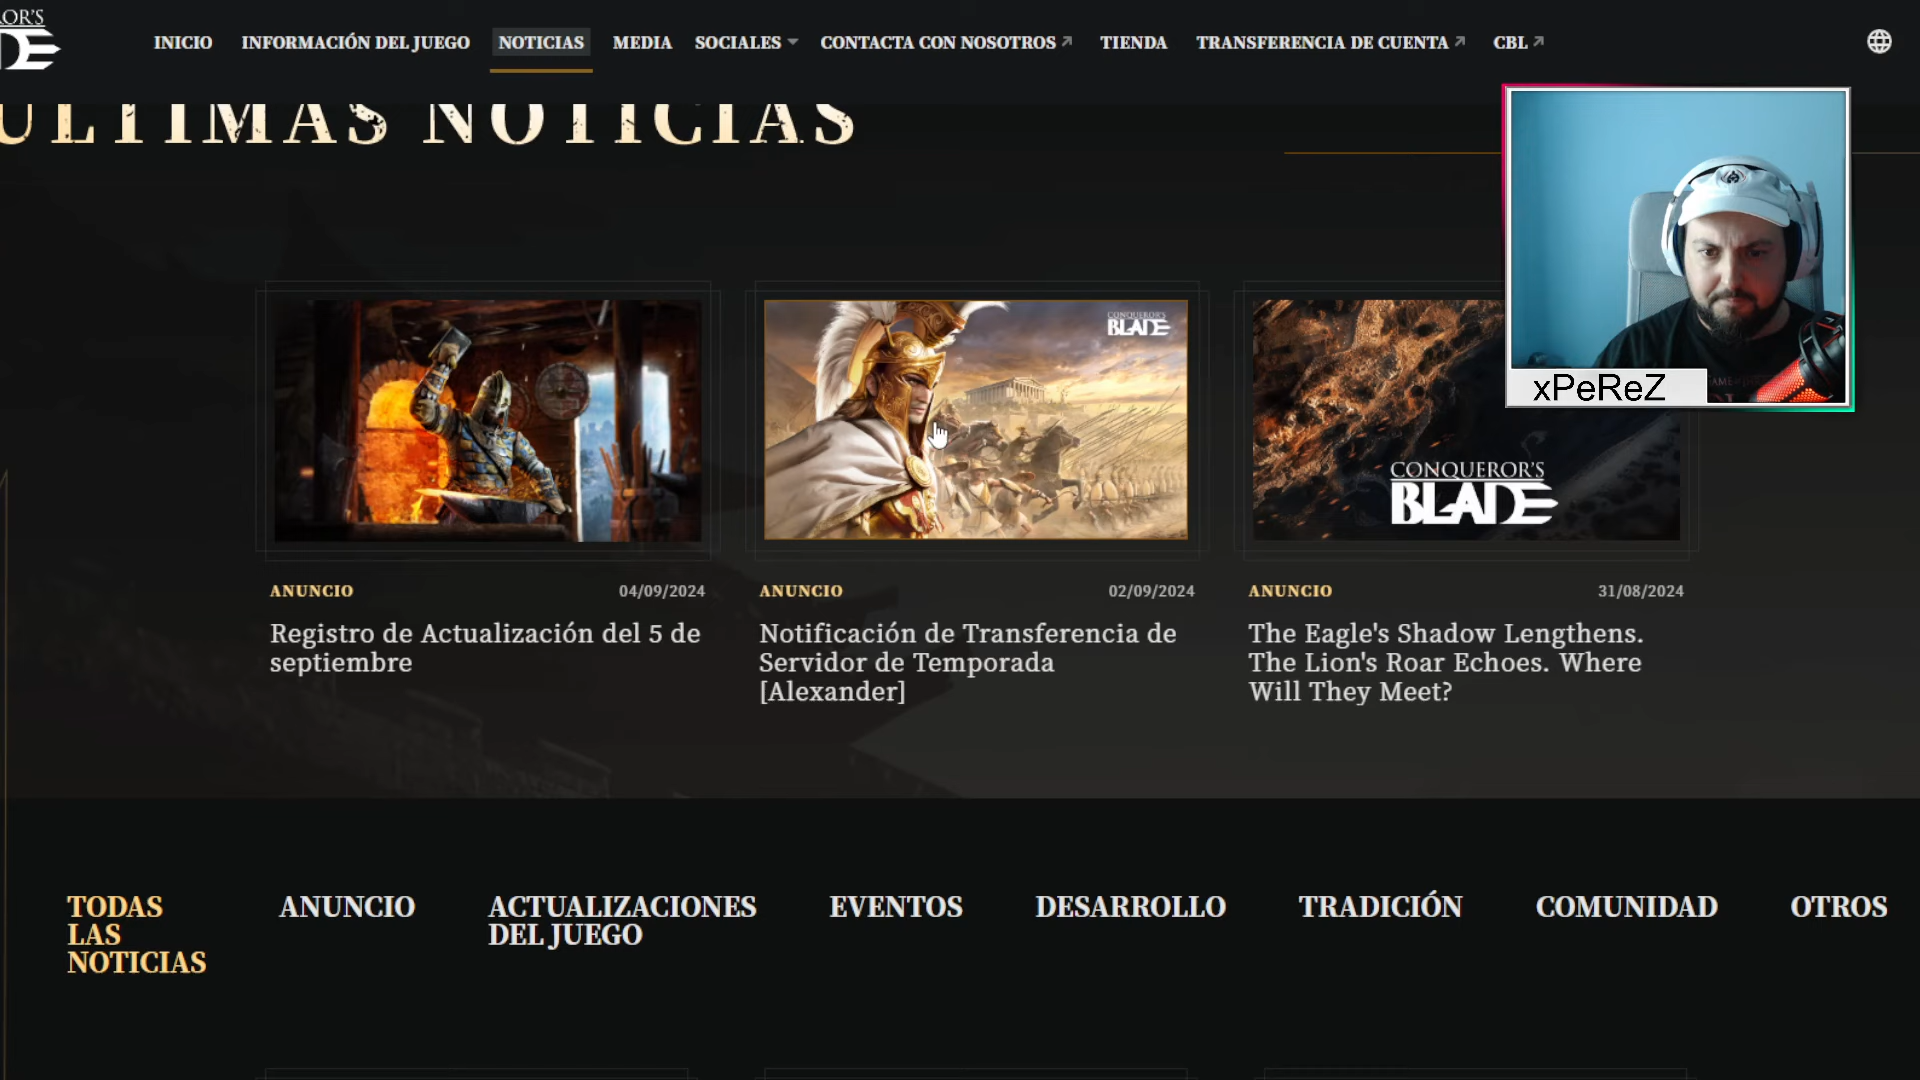 OR'S
DE
INICIO
INFORMACIÓN DEL JUEGO
NOTICIAS
MEDIA
SOCIALES
CONTACTA CON NOSOTROS
TIENDA
TRANSFERENCIA DE CUENTA
CBL
ÚLTIMAS NOTICIAS
CONQUEROR'S
BLADE
CONQUEROR'S
BLADE
xPeReZ
ANUNCIO 04/09/2024
Registro de Actualización del 5 de
septiembre
ANUNCIO 02/09/2024
Notificación de Transferencia de
Servidor de Temporada
[Alexander]
ANUNCIO 31/08/2024
The Eagle's Shadow Lengthens.
The Lion's Roar Echoes. Where
Will They Meet?
TODAS
LAS
NOTICIAS
ANUNCIO
ACTUALIZACIONES
DEL JUEGO
EVENTOS
DESARROLLO
TRADICIÓN
COMUNIDAD
OTROS